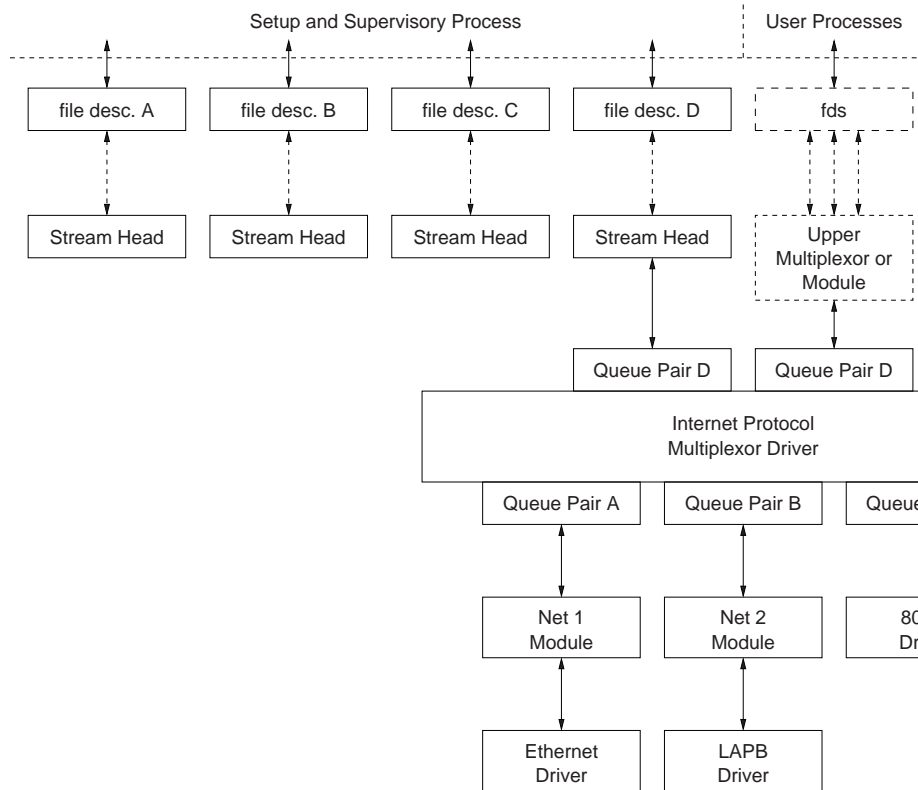 Setup and Supervisory Process
User Processes
file desc. A
file desc. B
file desc. C
file desc. D
fds
Stream Head
Stream Head
Stream Head
Stream Head
Upper
Multiplexor or
Module
Queue Pair D
Queue Pair D
Internet Protocol
Multiplexor Driver
Queue Pair A
Queue Pair B
Net 1
Module
Net 2
Module
Ethernet
Driver
LAPB
Driver